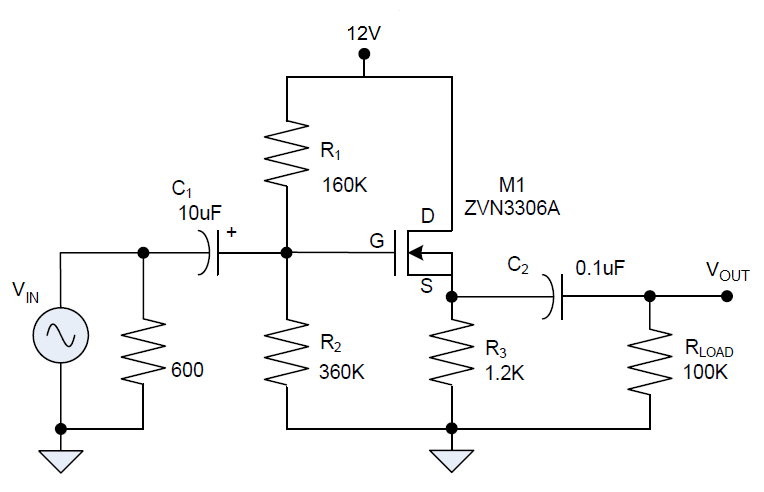 12V
R1
160K
C1
10uF
+
M1
ZVN3306A
D
G
S
C2
0.1uF
VOUT
VIN
600
R2
360K
R3
1.2K
RLOAD
100K